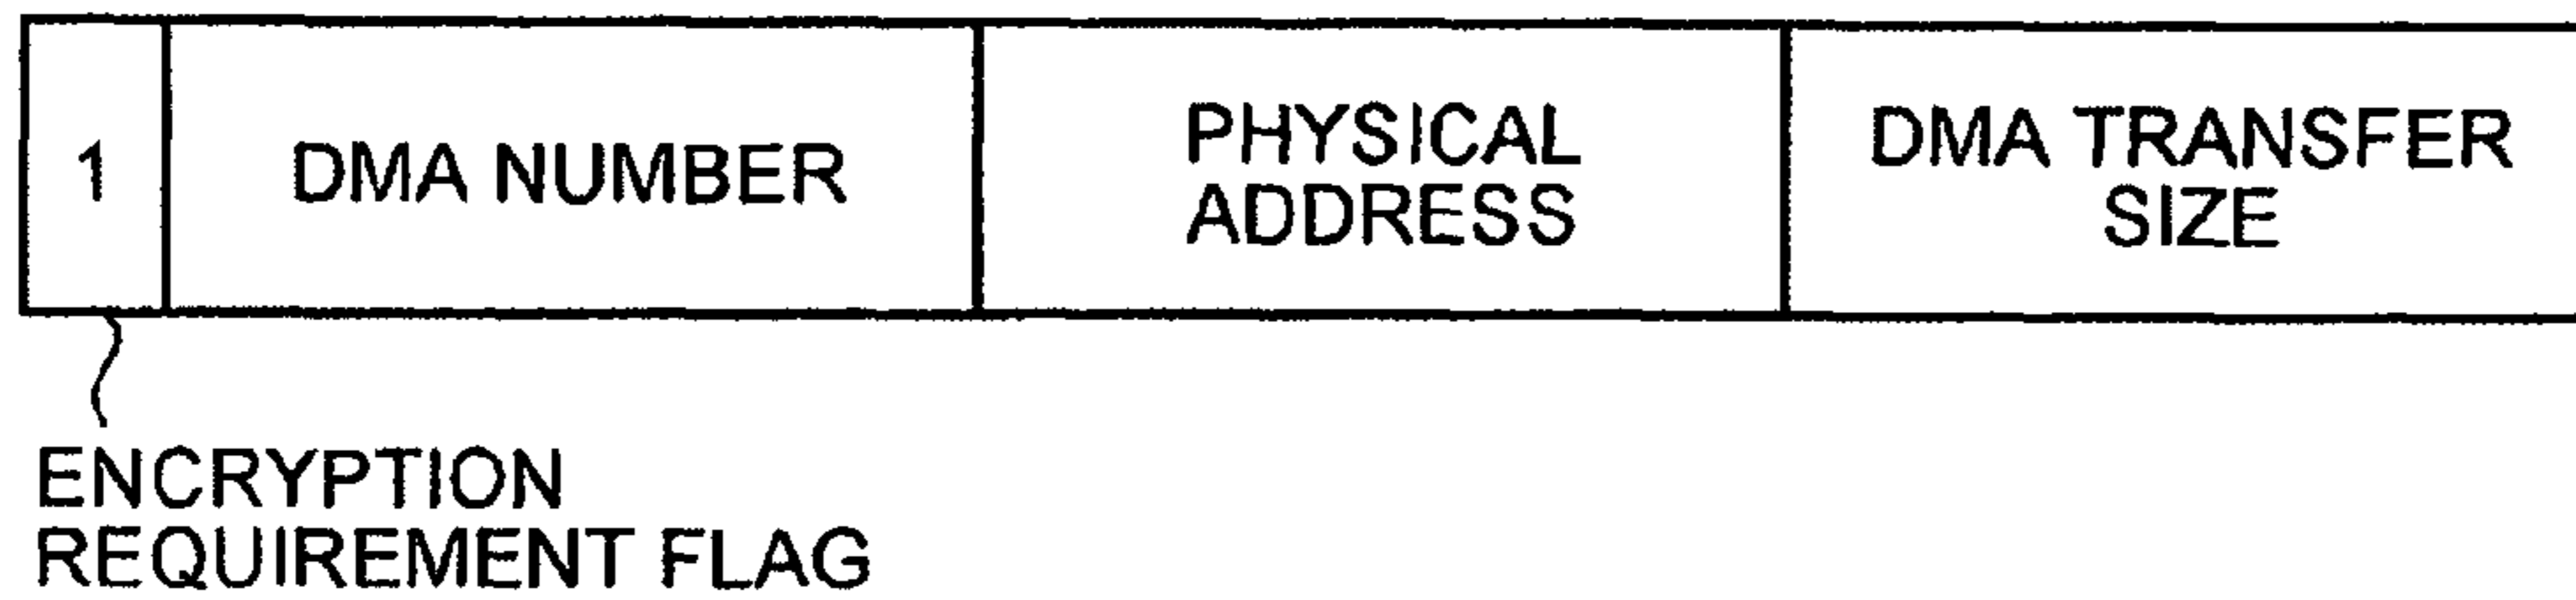 1
DMA NUMBER
PHYSICAL
ADDRESS
DMA TRANSFER
SIZE
ENCRYPTION
REQUIREMENT FLAG